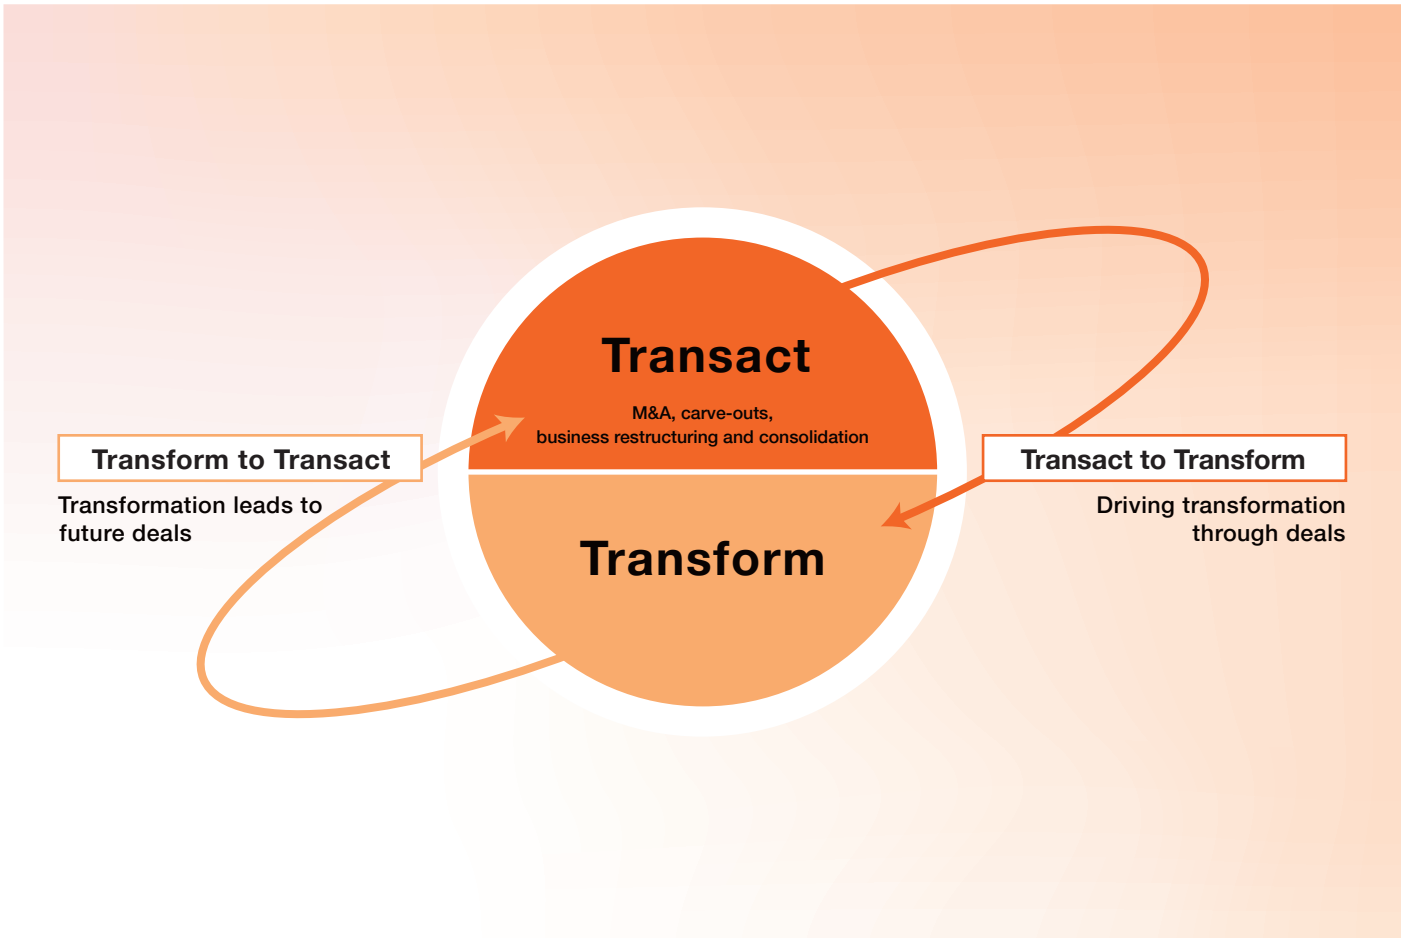 Transact
M&A, carve-outs,
business restructuring and consolidation
Transform to Transact
Transformation leads to
future deals
Transact to Transform
Driving transformation
through deals
Transform